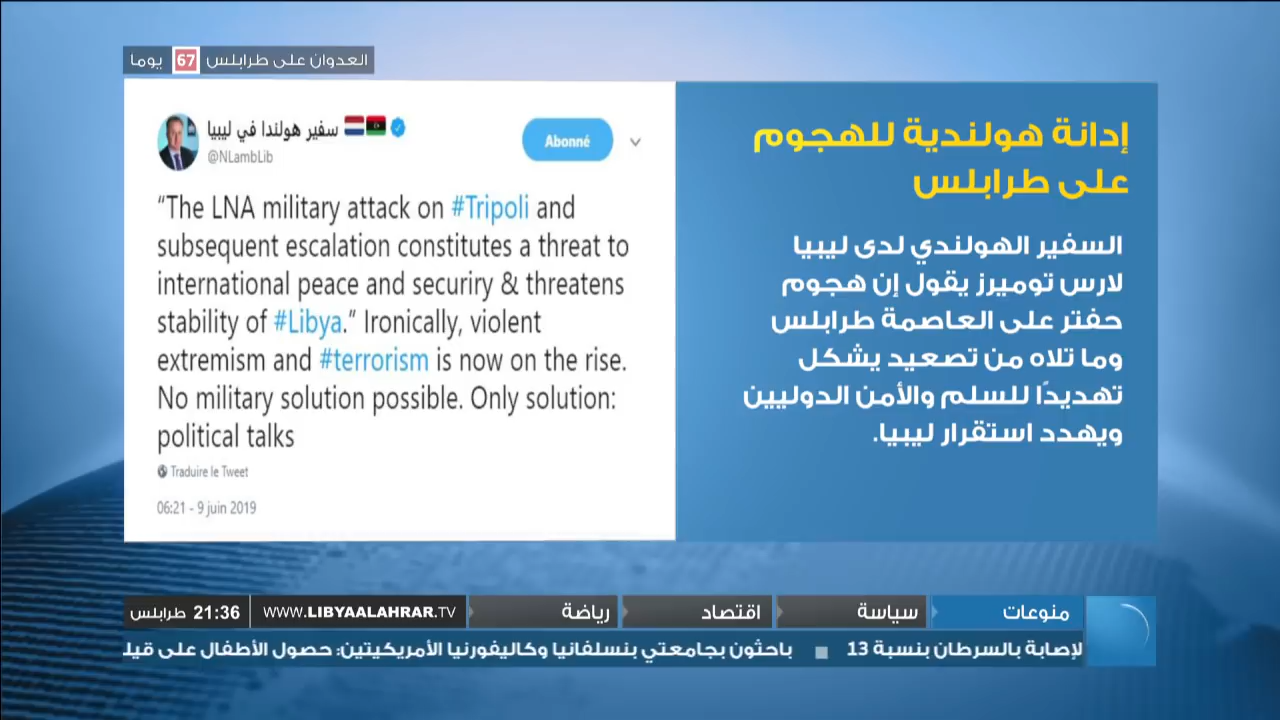 العدوان على طرابلس 67 يوماً
سفير هولندا في ليبيا
@NLambLib
Abonné
“The LNA military attack on #Tripoli and
subsequent escalation constitutes a threat to
international peace and securiry & threatens
stability of #Libya.” Ironically, violent
extremism and #terrorism is now on the rise.
No military solution possible. Only solution:
political talks
Traduire le Tweet
06:21 - 9 juin 2019
إدانة هولندية للهجوم
على طرابلس
السفير الهولندي لدى ليبيا
لارس توميرز يقول إن هجوم
حفتر على العاصمة طرابلس
وما تلاه من تصعيد يشكل
تهديدًا للسلم والأمن الدوليين
ويهدد استقرار ليبيا.
منوعات
سياسة
اقتصاد
رياضة
WWW.LIBYAALAHRAR.TV
21:36 طرابلس
لإصابة بالسرطان بنسبة 13 ■ باحثون بجامعتي بنسلفانيا وكاليفورنيا الأمريكيتين: حصول الأطفال على قيلـ